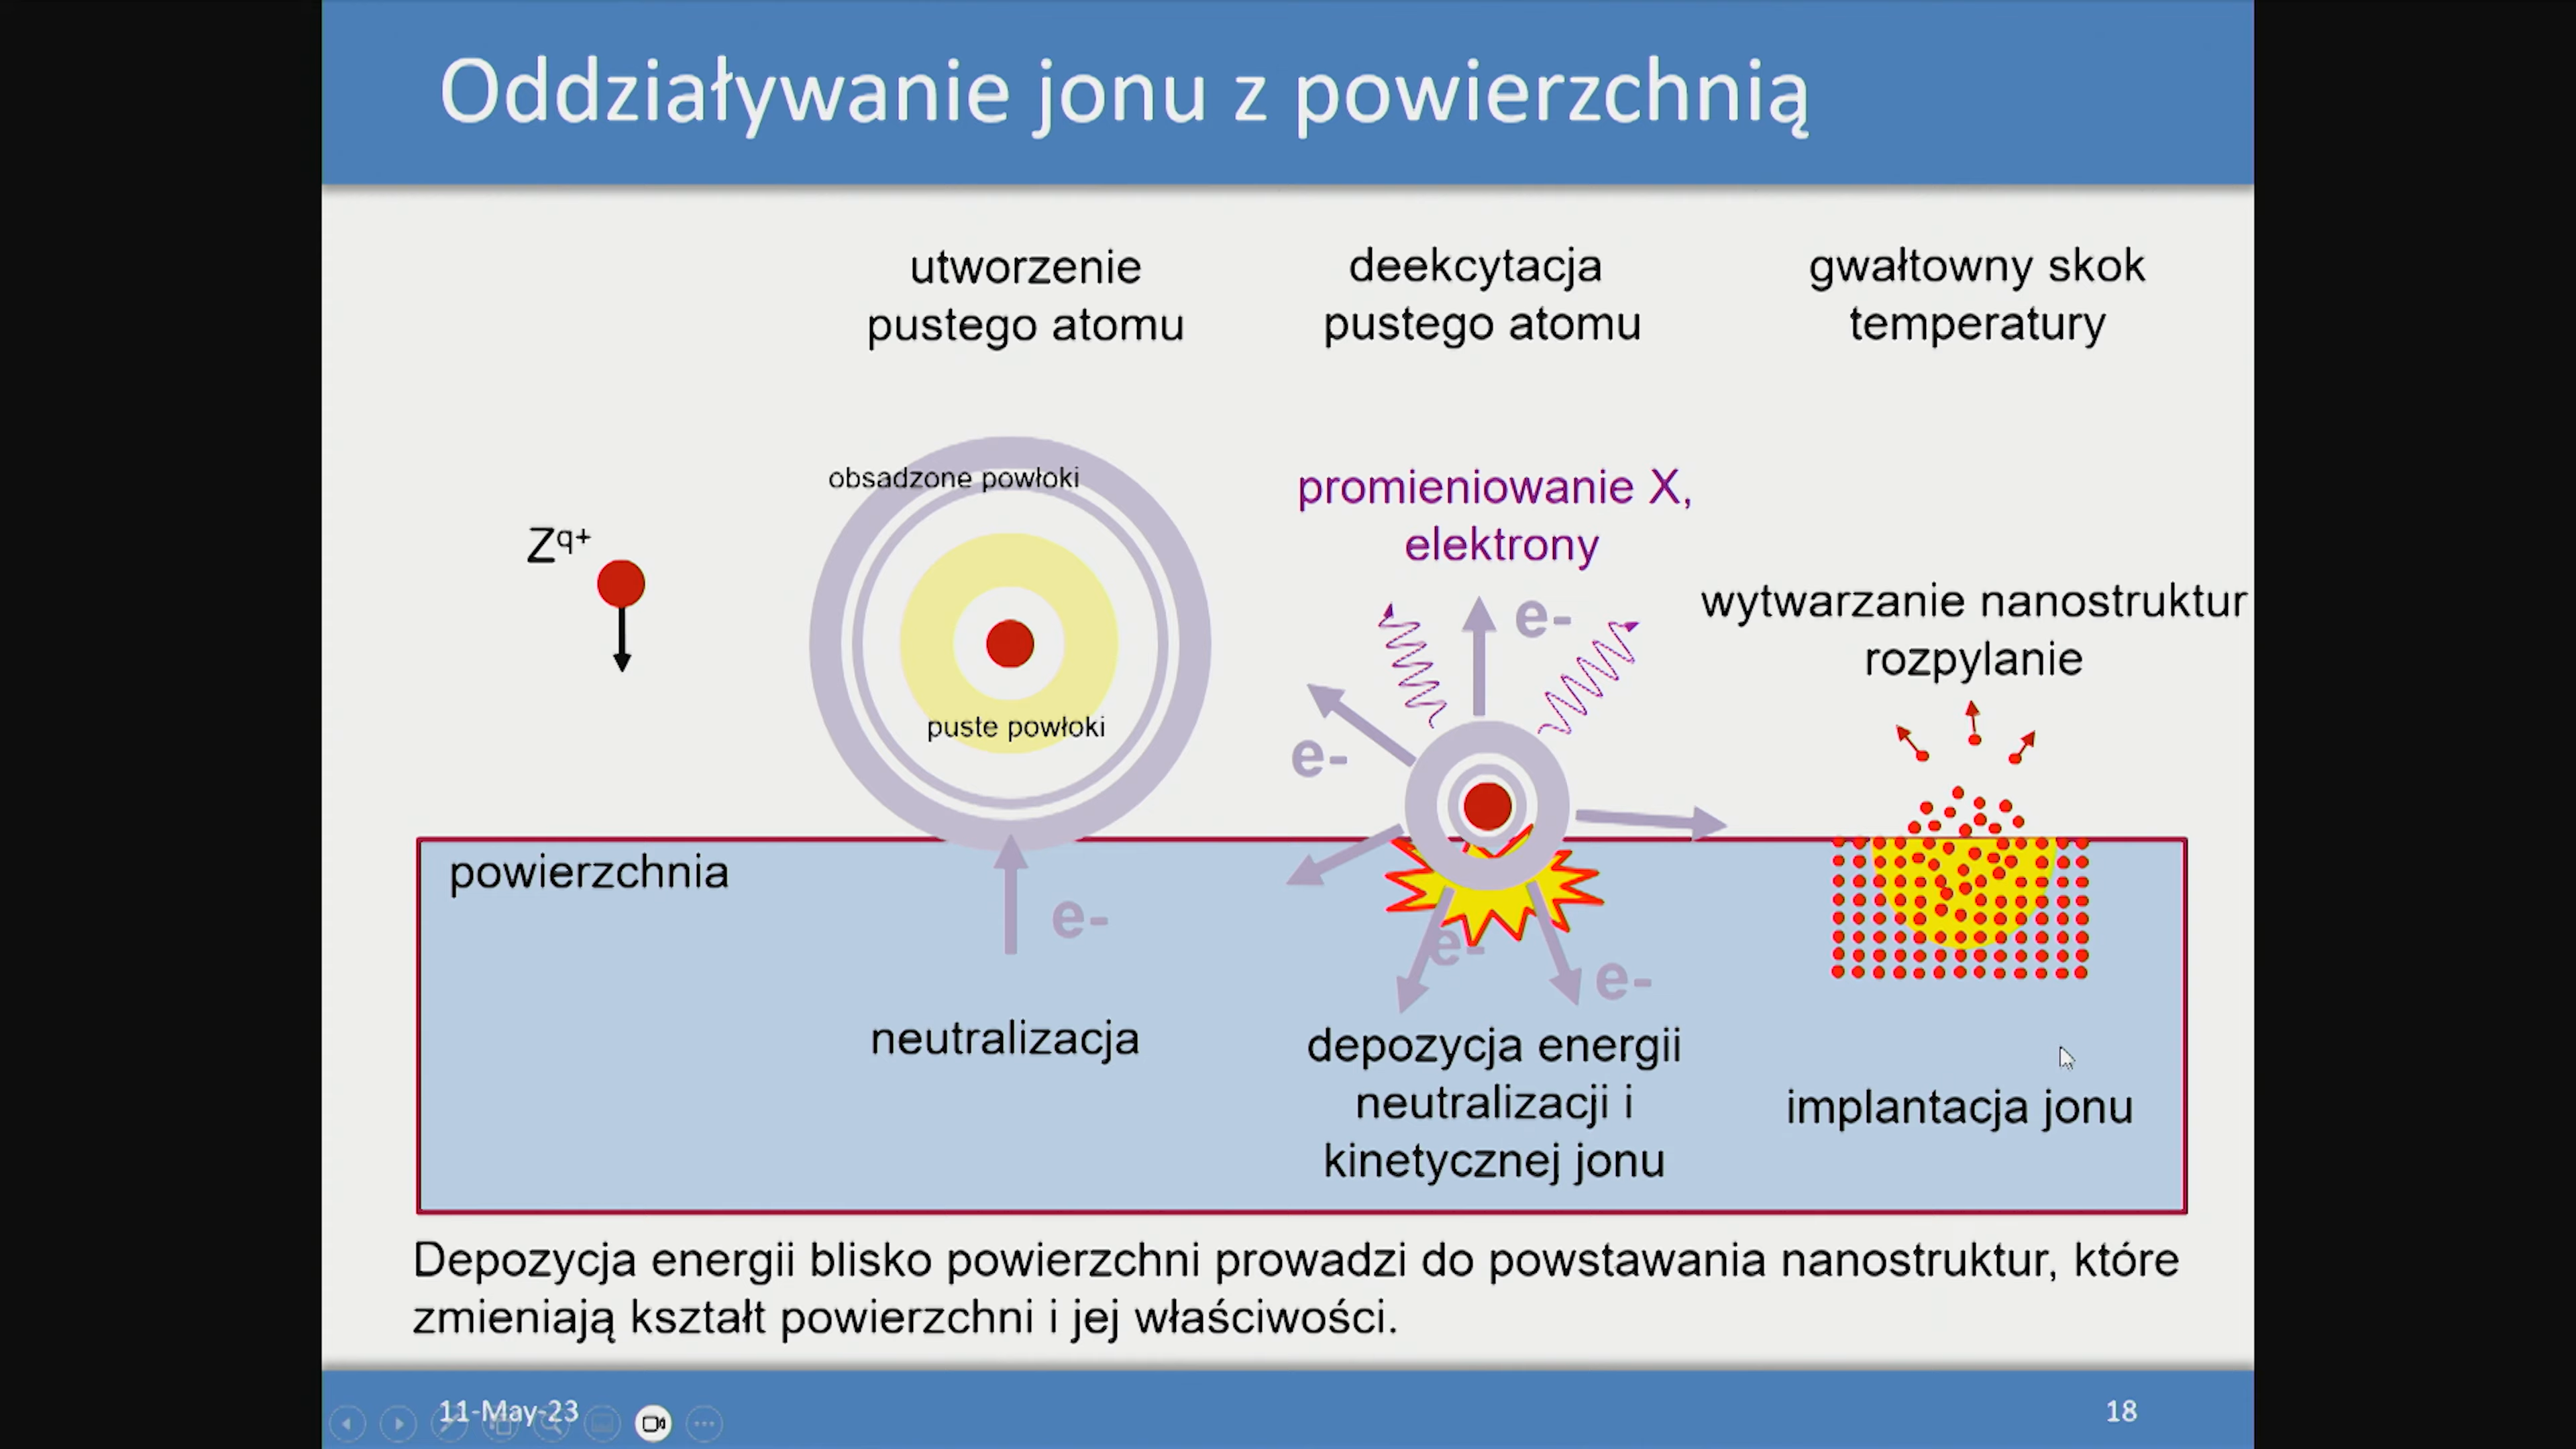 Oddziaływanie jonu z powierzchnią
utworzenie
pustego atomu
deekcytacja
pustego atomu
gwałtowny skok
temperatury
obsadzone powłoki
puste powłoki
Zq+
promieniowanie X,
elektrony
e-
e-
wytwarzanie nanostruktur
rozpylanie
powierzchnia
e-
e-
e-
neutralizacja
depozycja energii
neutralizacji i
kinetycznej jonu
implantacja jonu
Depozycja energii blisko powierzchni prowadzi do powstawania nanostruktur, które
zmieniają kształt powierzchni i jej właściwości.
11-May-23
18